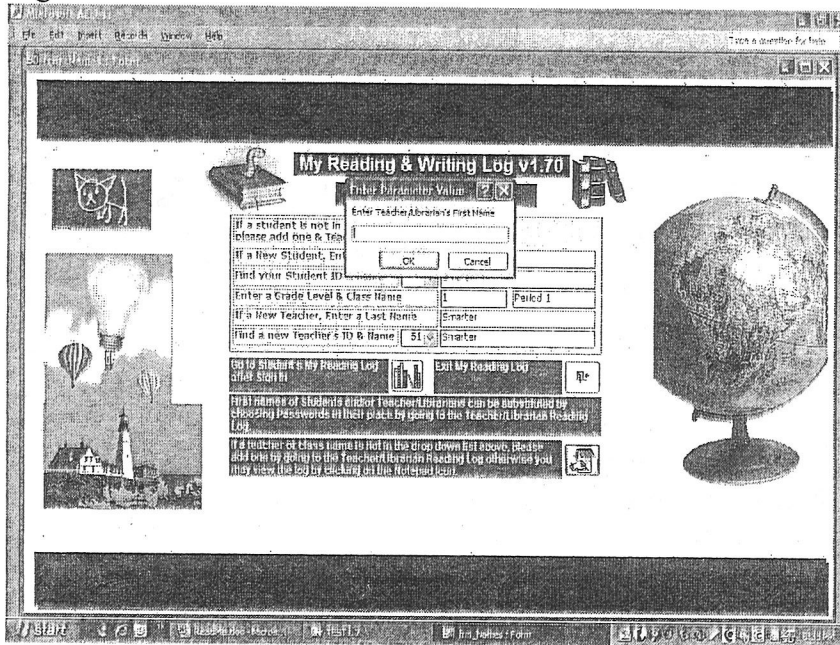 Microsoft Access
File Edit Insert Records Window Help
Type a question for help
frm_Names : Form
My Reading & Writing Log v1.70
Enter Parameter Value
Enter Teacher/Librarian's First Name
OK Cancel
If a student is not in
please add one &
If a New Student,
Find your Student ID
Enter a Grade Level & Class Name 1 Period 1
If a New Teacher, Enter a Last Name Smarter
Find a new Teacher's ID & Name 51 Smarter
Go to Student's My Reading Log
after Sign In
Exit My Reading Log
First names of Students and/or Teacher/Librarians can be substituted by
choosing Passwords in their place by going to the Teacher/Librarian Reading
Log.
If a teacher or class name is not in the drop down list above, please
add one by going to the Teacher/Librarian Reading Log otherwise you
may view the log by clicking on the Notepad Icon.
start
frm_Names : Form